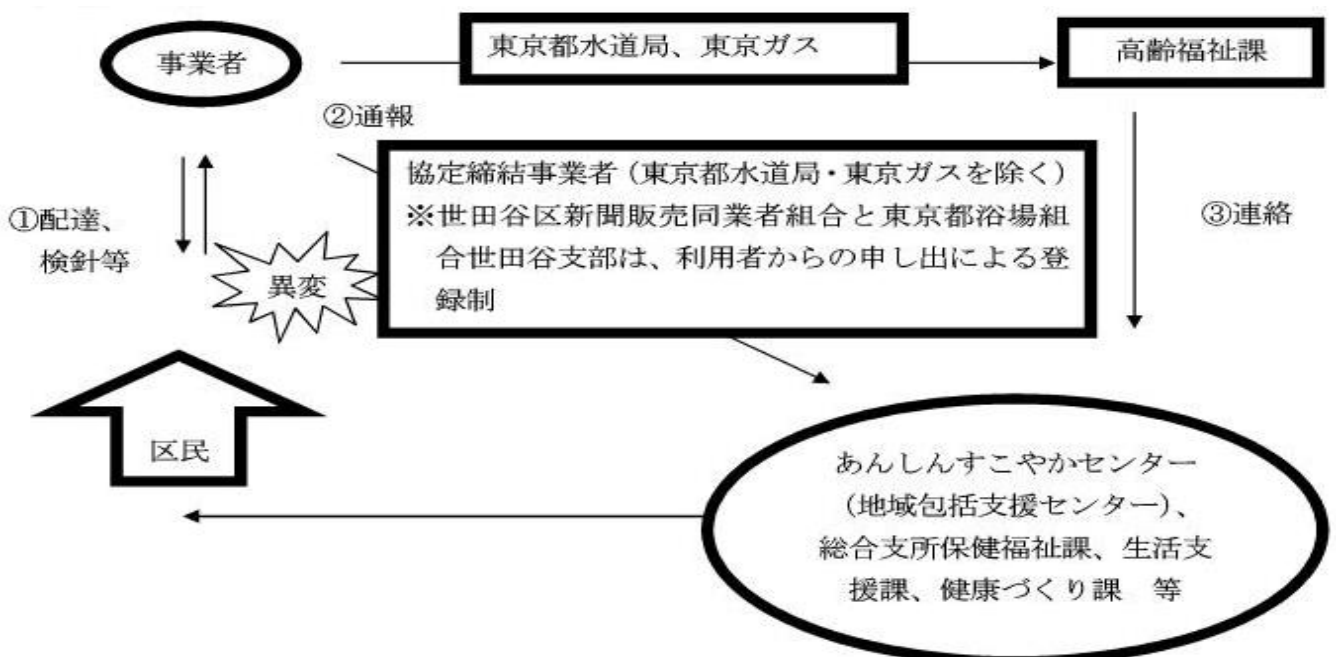 事業者
東京都水道局、東京ガス
高齢福祉課
②通報
協定締結事業者（東京都水道局・東京ガスを除く）
※世田谷区新聞販売同業者組合と東京都浴場組
合世田谷支部は、利用者からの申し出による登
録制
①配達、
検針等
異変
③連絡
区民
あんしんすこやかセンター
（地域包括支援センター）、
総合支所保健福祉課、生活支
援課、健康づくり課　等